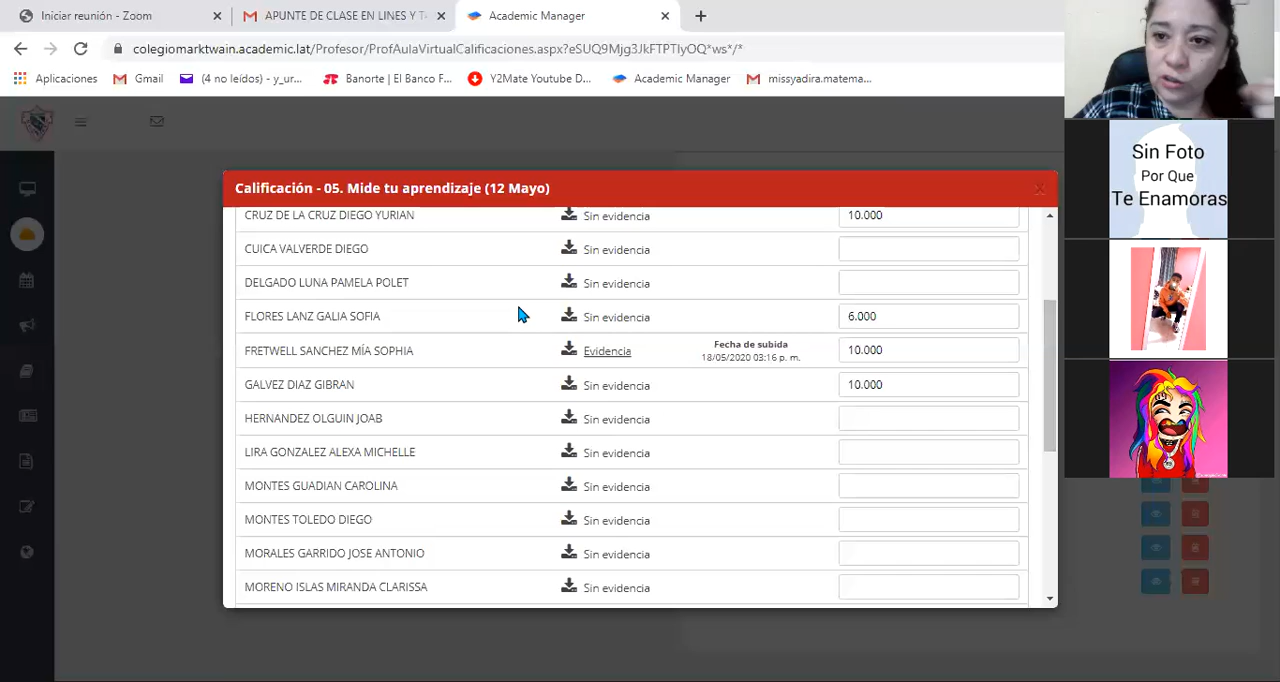 Iniciar reunión - Zoom
APUNTE DE CLASE EN LINES Y T
Academic Manager
colegiomarktwain.academic.lat/Profesor/ProfAulaVirtualCalificaciones.aspx?eSUQ9Mjg3JkFTPTIyOQ*ws*/*
Aplicaciones
Gmail
(4 no leídos) - y_ur...
Banorte | El Banco F...
Y2Mate Youtube D...
Academic Manager
missyadira.matema...
Sin Foto
Por Que
Te Enamoras
Calificación - 05. Mide tu aprendizaje (12 Mayo)
CRUZ DE LA CRUZ DIEGO YURIAN Sin evidencia 10.000
CUICA VALVERDE DIEGO Sin evidencia
DELGADO LUNA PAMELA POLET Sin evidencia
FLORES LANZ GALIA SOFIA Sin evidencia 6.000
FRETWELL SANCHEZ MÍA SOPHIA Evidencia Fecha de subida 10.000
18/05/2020 03:16 p. m.
GALVEZ DIAZ GIBRAN Sin evidencia 10.000
HERNANDEZ OLGUIN JOAB Sin evidencia
LIRA GONZALEZ ALEXA MICHELLE Sin evidencia
MONTES GUADIAN CAROLINA Sin evidencia
MONTES TOLEDO DIEGO Sin evidencia
MORALES GARRIDO JOSE ANTONIO Sin evidencia
MORENO ISLAS MIRANDA CLARISSA Sin evidencia